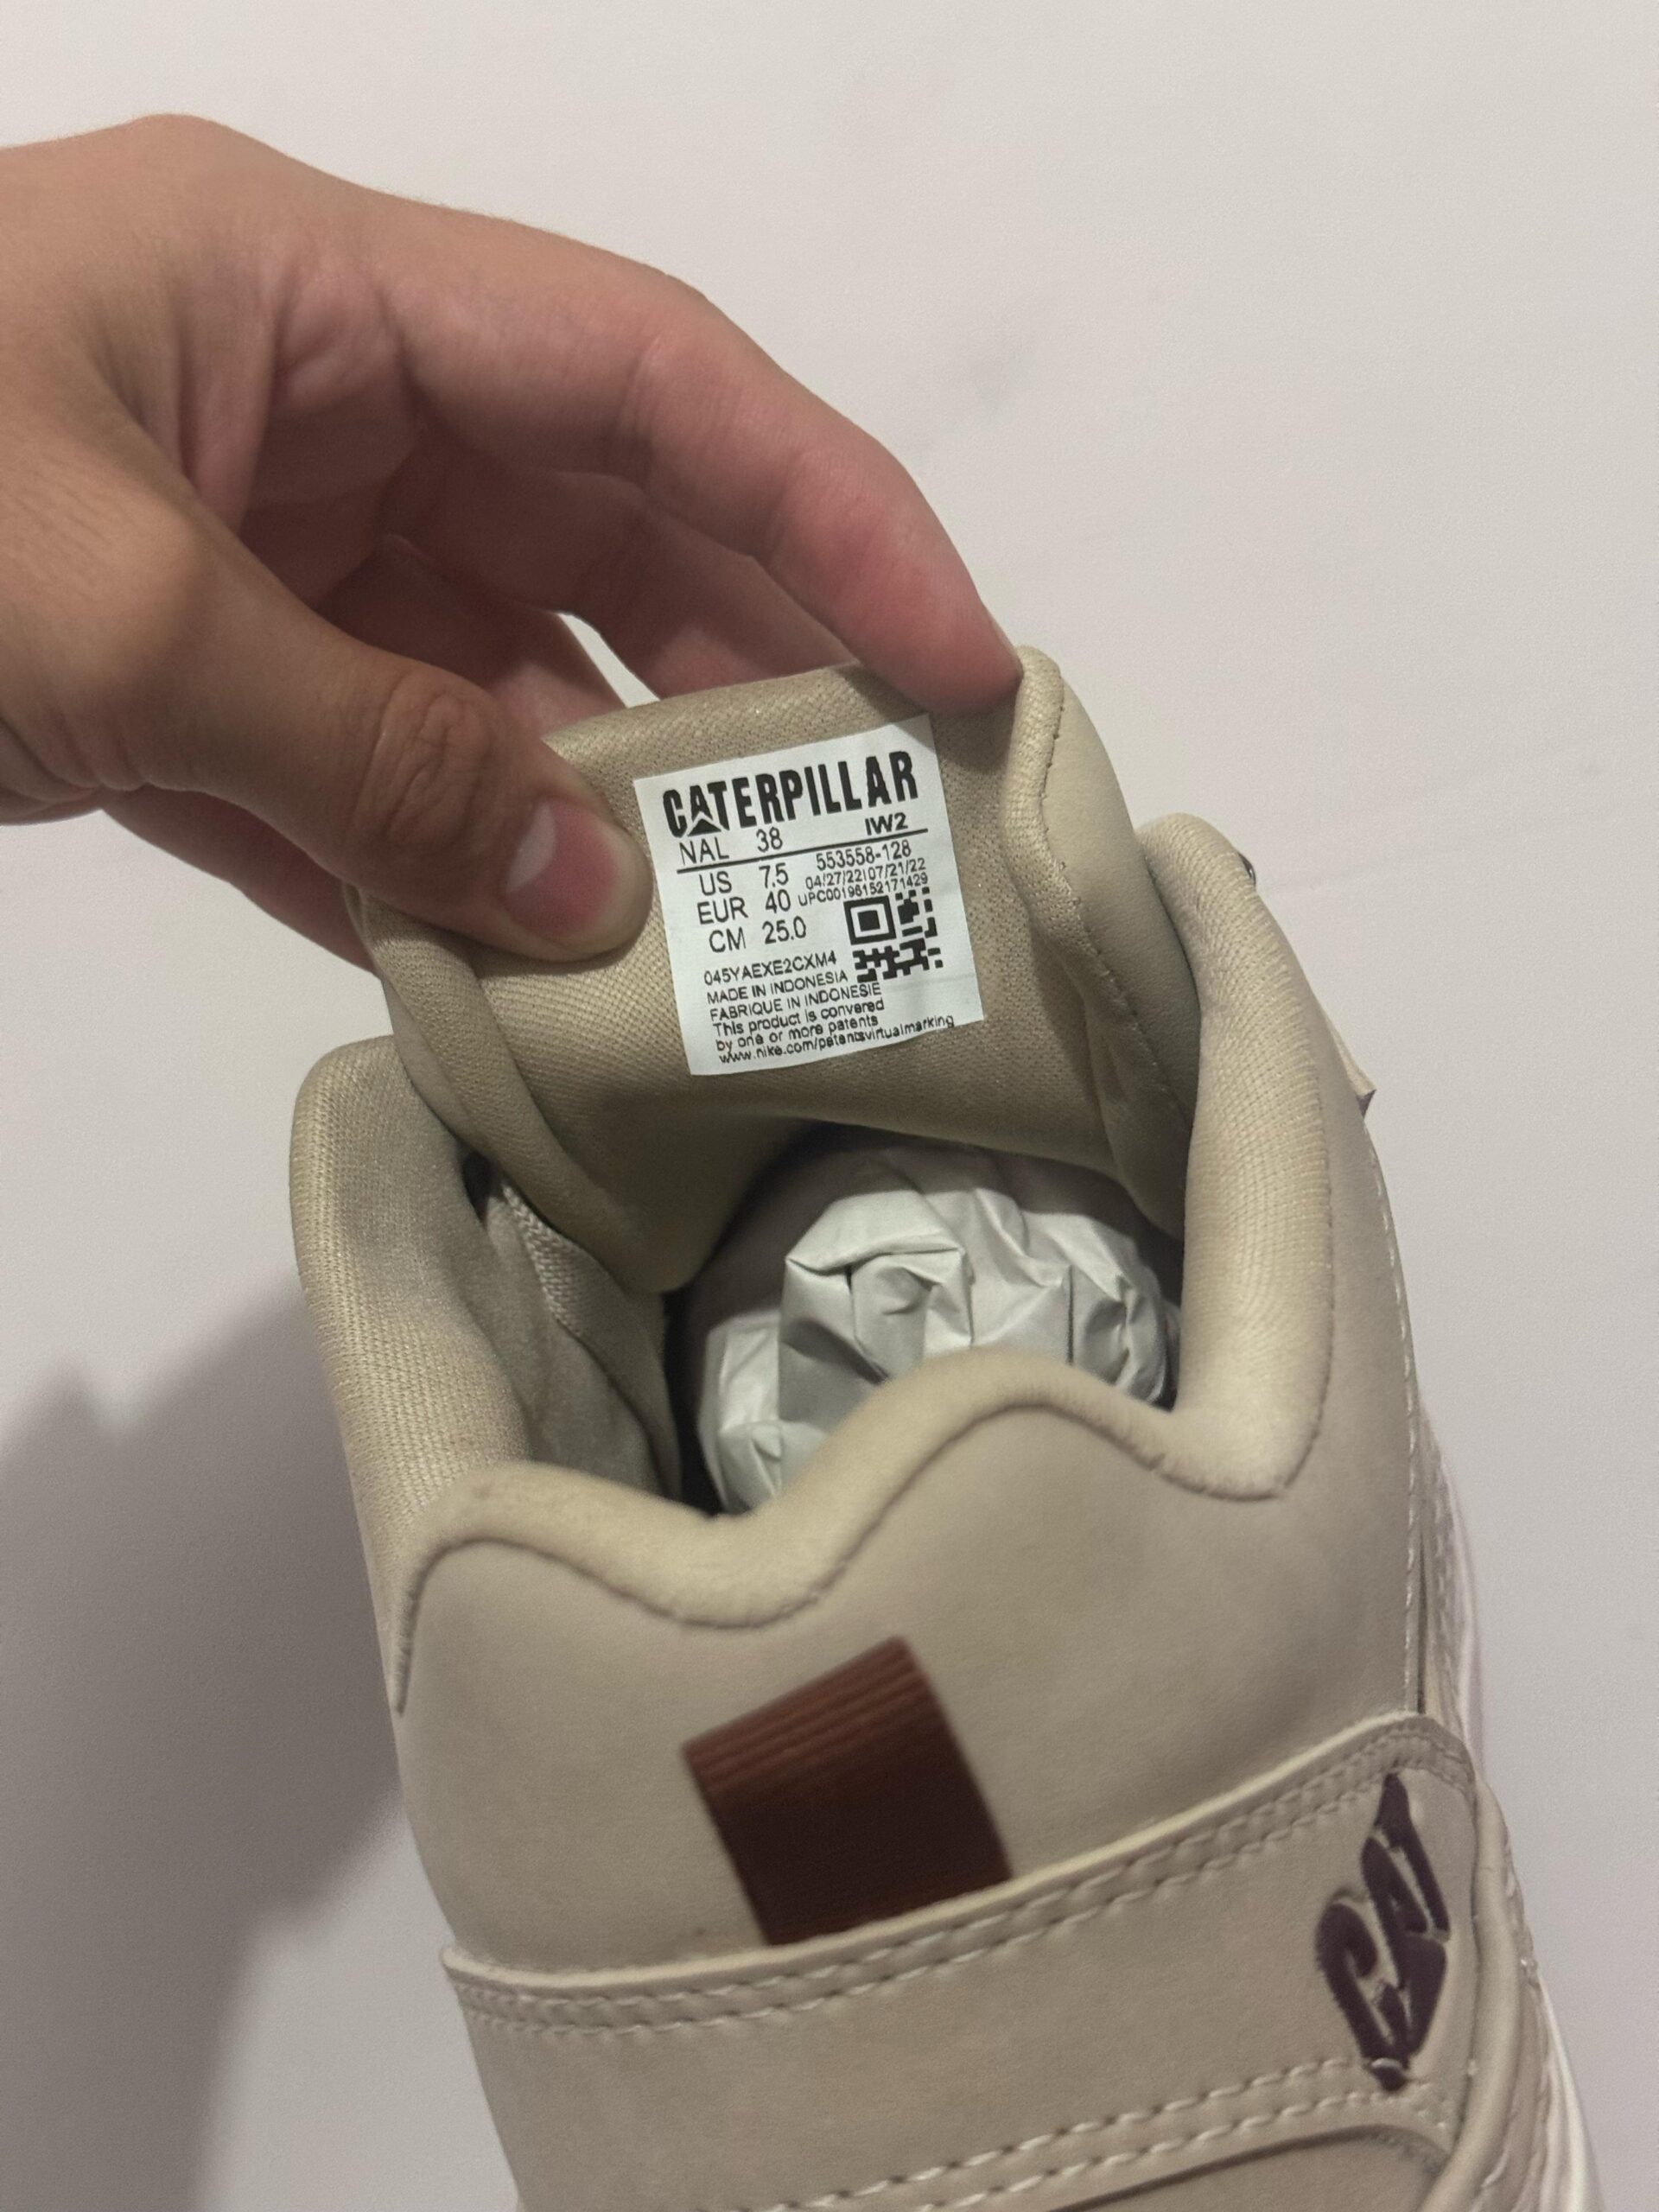 CATERPILLAR
NAL 38 IW2
US 7.5 553558-128
04/27/22|07/21/22
EUR 40 UPC00196152171429
CM 25.0
045YAEXE2CXM4
MADE IN INDONESIA
FABRIQUE IN INDONESIE
This product is convered
by one or more patents
www.nike.com/patentsvirtualmarking
CAT